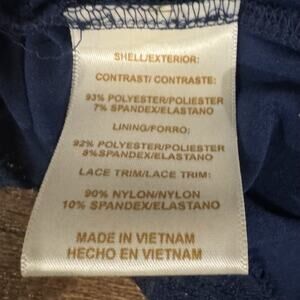 SHELL/EXTERIOR:
CONTRAST/ CONTRASTE:
93% POLYESTER/POLIESTER
7% SPANDEX/ELASTANO
LINING/FORRO:
92% POLYESTER/POLIESTER
8%SPANDEX/ELASTANO
LACE TRIM/LACE TRIM:
90% NYLON/NYLON
10% SPANDEX/ELASTANO
MADE IN VIETNAM
HECHO EN VIETNAM